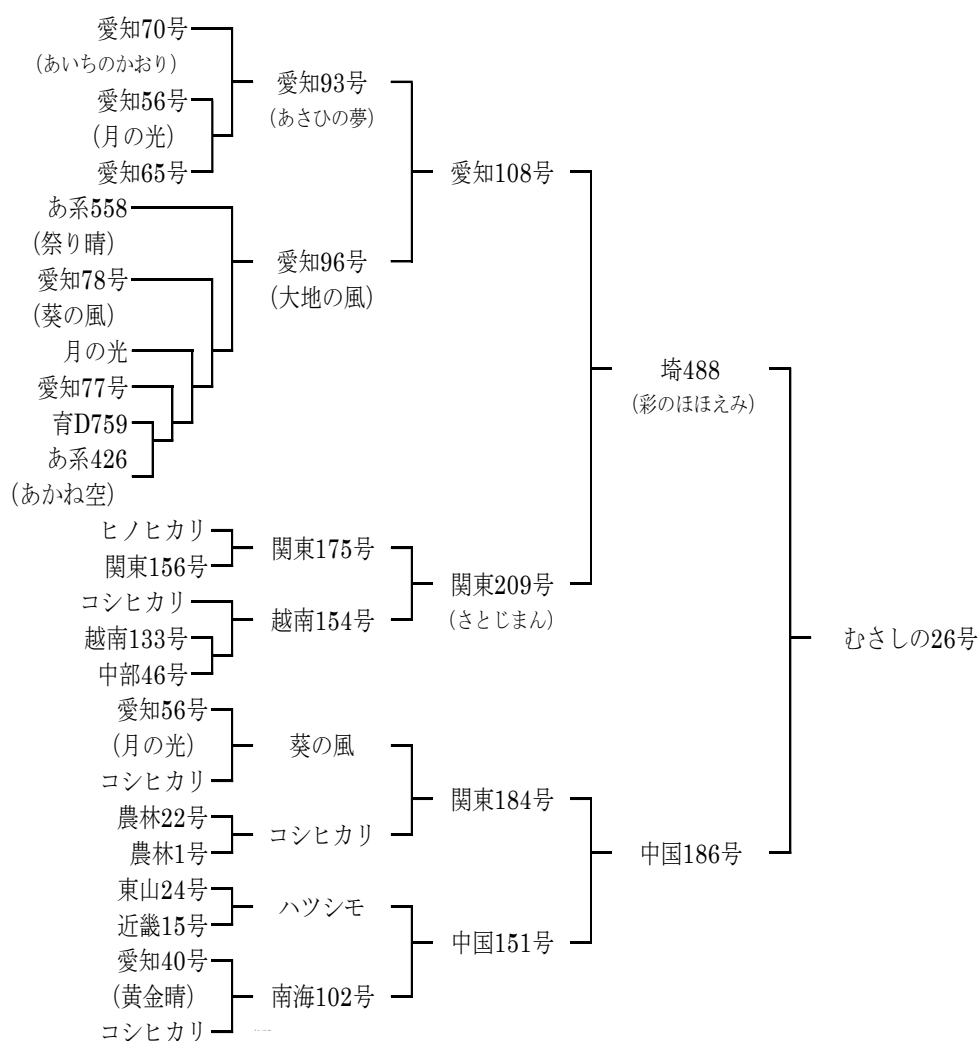 愛知70号
(あいちのかおり)
愛知56号
(月の光)
愛知65号
愛知93号
(あさひの夢)
あ系558
(祭り晴)
愛知78号
(葵の風)
月の光
愛知77号
育D759
あ系426
(あかね空)
愛知96号
(大地の風)
愛知108号
ヒノヒカリ
関東156号
関東175号
コシヒカリ
越南133号
中部46号
越南154号
関東209号
(さとじまん)
埼488
(彩のほほえみ)
愛知56号
(月の光)
コシヒカリ
葵の風
農林22号
農林1号
コシヒカリ
関東184号
東山24号
近畿15号
ハツシモ
愛知40号
(黄金晴)
コシヒカリ
南海102号
中国151号
中国186号
むさしの26号